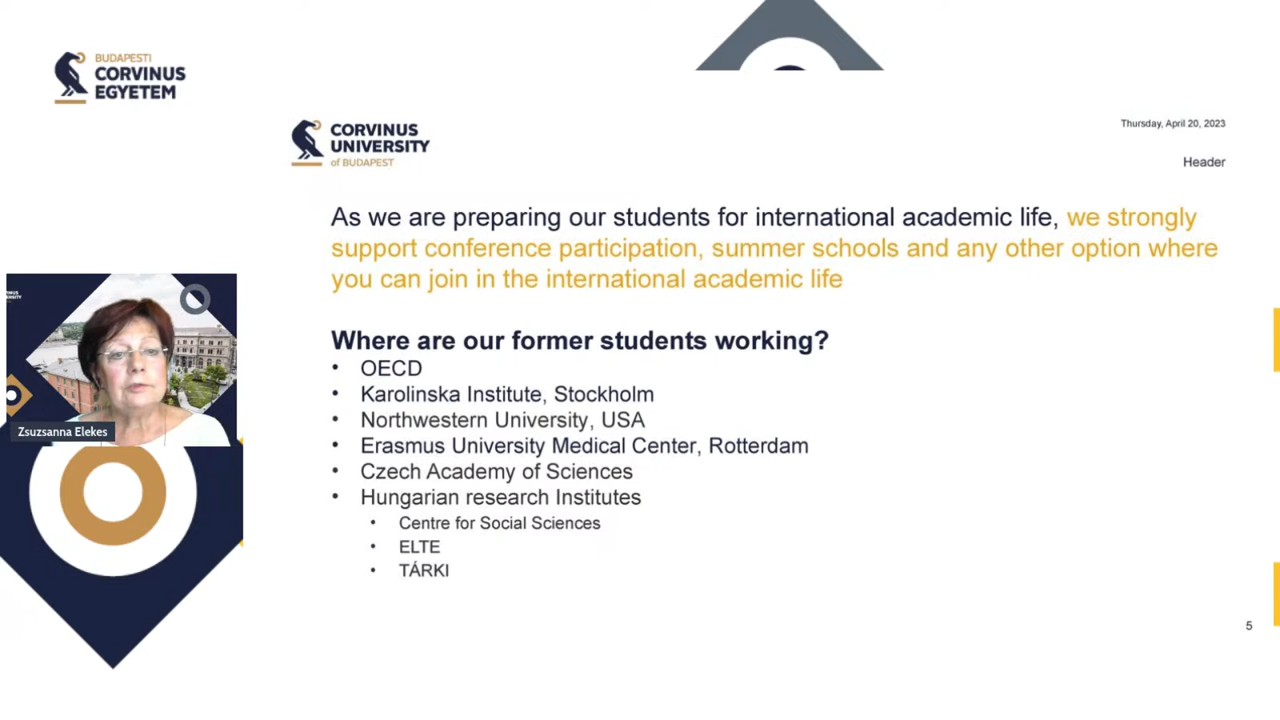 BUDAPESTI
CORVINUS
EGYETEM
CORVINUS
UNIVERSITY
of BUDAPEST
Thursday, April 20, 2023
Header
As we are preparing our students for international academic life, we strongly
support conference participation, summer schools and any other option where
you can join in the international academic life
Where are our former students working?
• OECD
• Karolinska Institute, Stockholm
• Northwestern University, USA
• Erasmus University Medical Center, Rotterdam
• Czech Academy of Sciences
• Hungarian research Institutes
• Centre for Social Sciences
• ELTE
• TÁRKI
Zsuzsanna Elekes
5